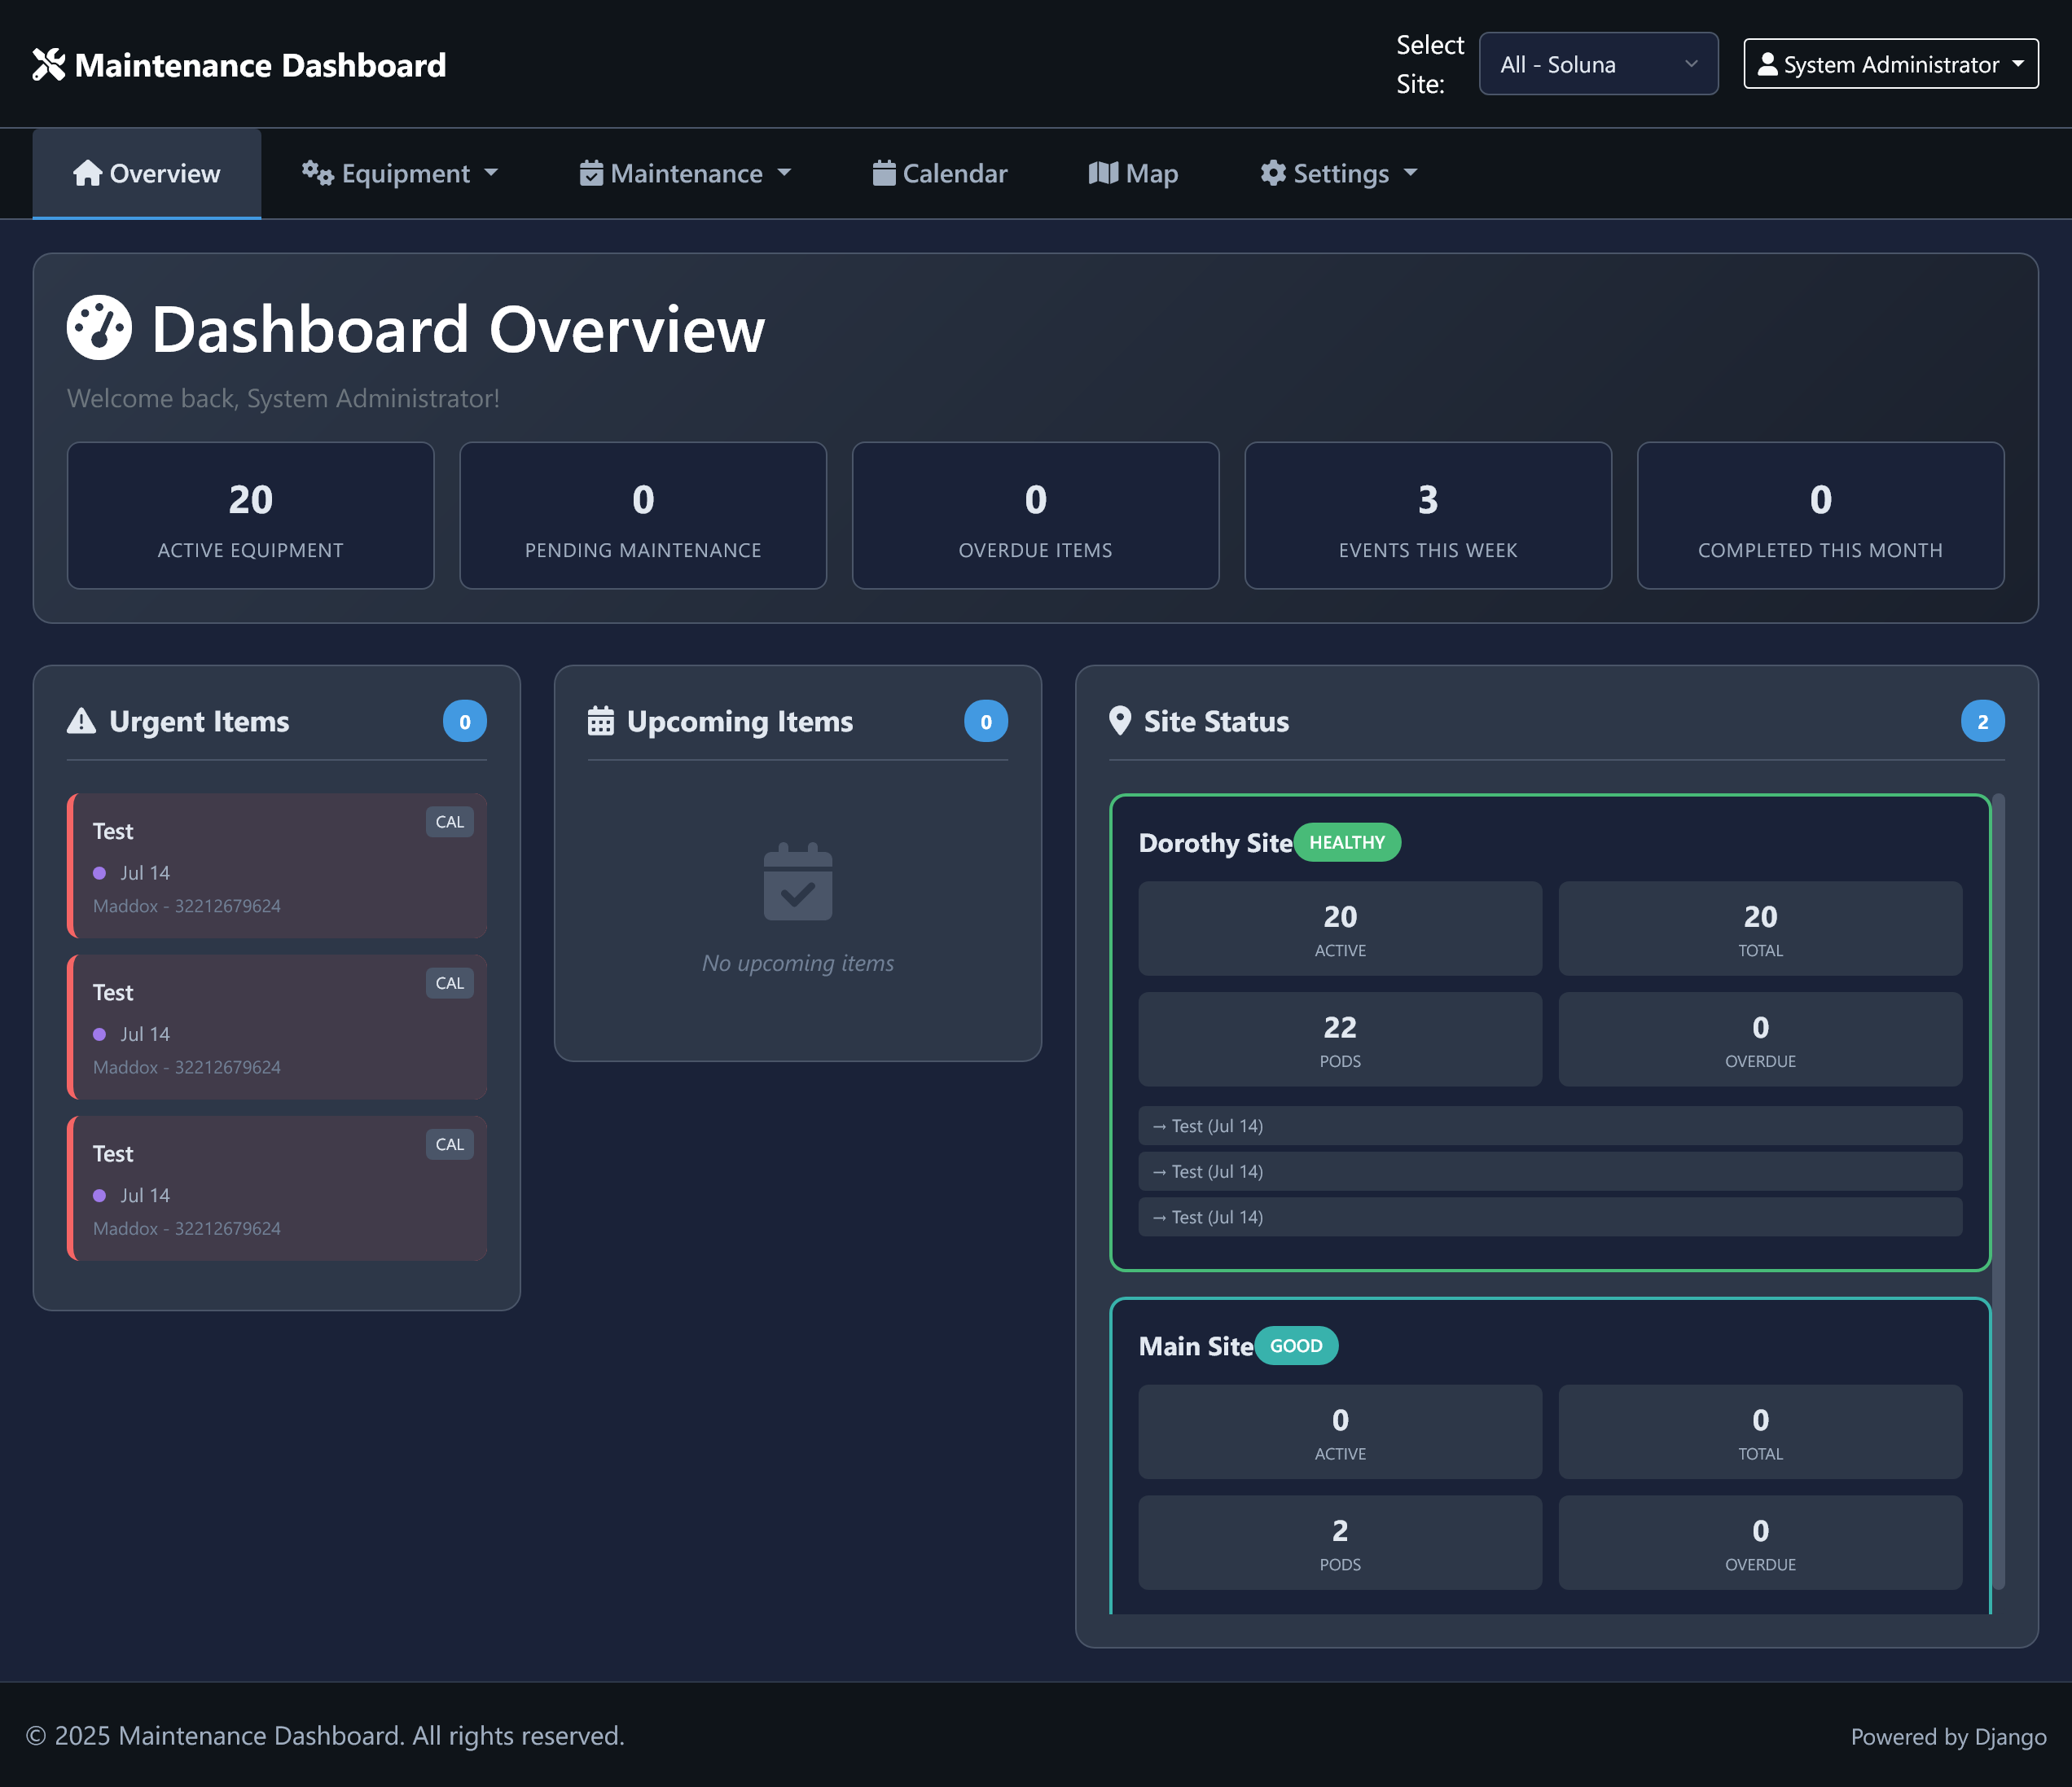 Maintenance Dashboard
Select
Site:
All - Soluna
System Administrator
Overview
Equipment
Maintenance
Calendar
Map
Settings
Dashboard Overview
Welcome back, System Administrator!
20
ACTIVE EQUIPMENT
0
PENDING MAINTENANCE
0
OVERDUE ITEMS
3
EVENTS THIS WEEK
0
COMPLETED THIS MONTH
Urgent Items
0
Test
CAL
Jul 14
Maddox - 32212679624
Test
CAL
Jul 14
Maddox - 32212679624
Test
CAL
Jul 14
Maddox - 32212679624
Upcoming Items
0
No upcoming items
Site Status
2
Dorothy Site
HEALTHY
20
ACTIVE
20
TOTAL
22
PODS
0
OVERDUE
→ Test (Jul 14)
→ Test (Jul 14)
→ Test (Jul 14)
Main Site
GOOD
0
ACTIVE
0
TOTAL
2
PODS
0
OVERDUE
© 2025 Maintenance Dashboard. All rights reserved.
Powered by Django